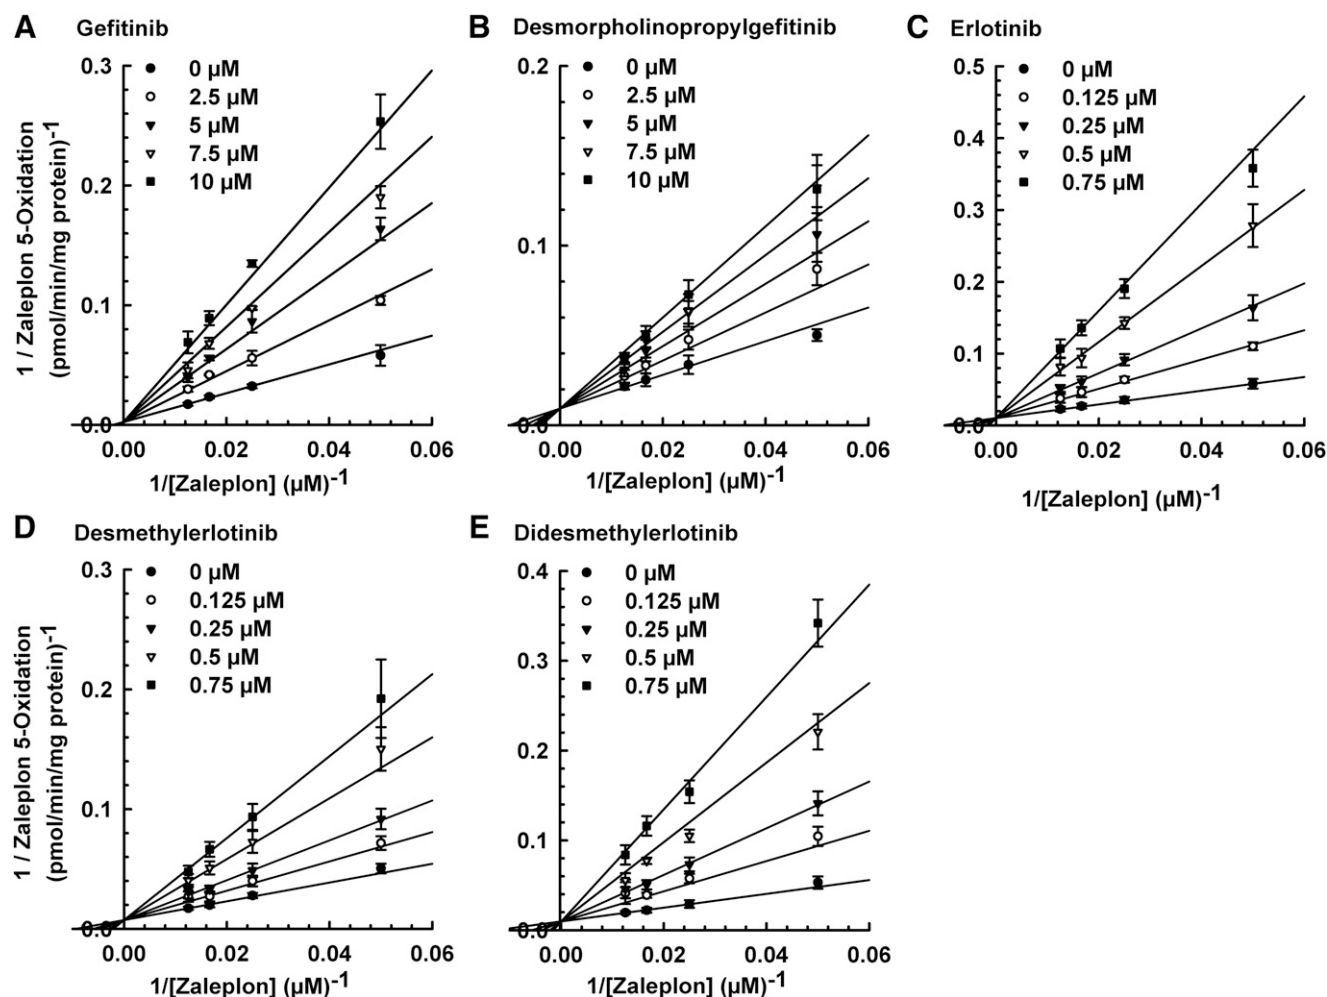 A Gefitinib
0.3
0.2
0.1
0.0
0 µM
2.5 µM
5 µM
7.5 µM
10 µM
0.00 0.02 0.04 0.06
1/[Zaleplon] (µM)-1
1 / Zaleplon 5-Oxidation
(pmol/min/mg protein)-1
B Desmorpholinopropylgefitinib
0.2
0.1
0.0
0 µM
2.5 µM
5 µM
7.5 µM
10 µM
0.00 0.02 0.04 0.06
1/[Zaleplon] (µM)-1
C Erlotinib
0.5
0.4
0.3
0.2
0.1
0.0
0 µM
0.125 µM
0.25 µM
0.5 µM
0.75 µM
0.00 0.02 0.04 0.06
1/[Zaleplon] (µM)-1
D Desmethylerlotinib
0.3
0.2
0.1
0.0
0 µM
0.125 µM
0.25 µM
0.5 µM
0.75 µM
0.00 0.02 0.04 0.06
1/[Zaleplon] (µM)-1
1 / Zaleplon 5-Oxidation
(pmol/min/mg protein)-1
E Didesmethylerlotinib
0.4
0.3
0.2
0.1
0.0
0 µM
0.125 µM
0.25 µM
0.5 µM
0.75 µM
0.00 0.02 0.04 0.06
1/[Zaleplon] (µM)-1